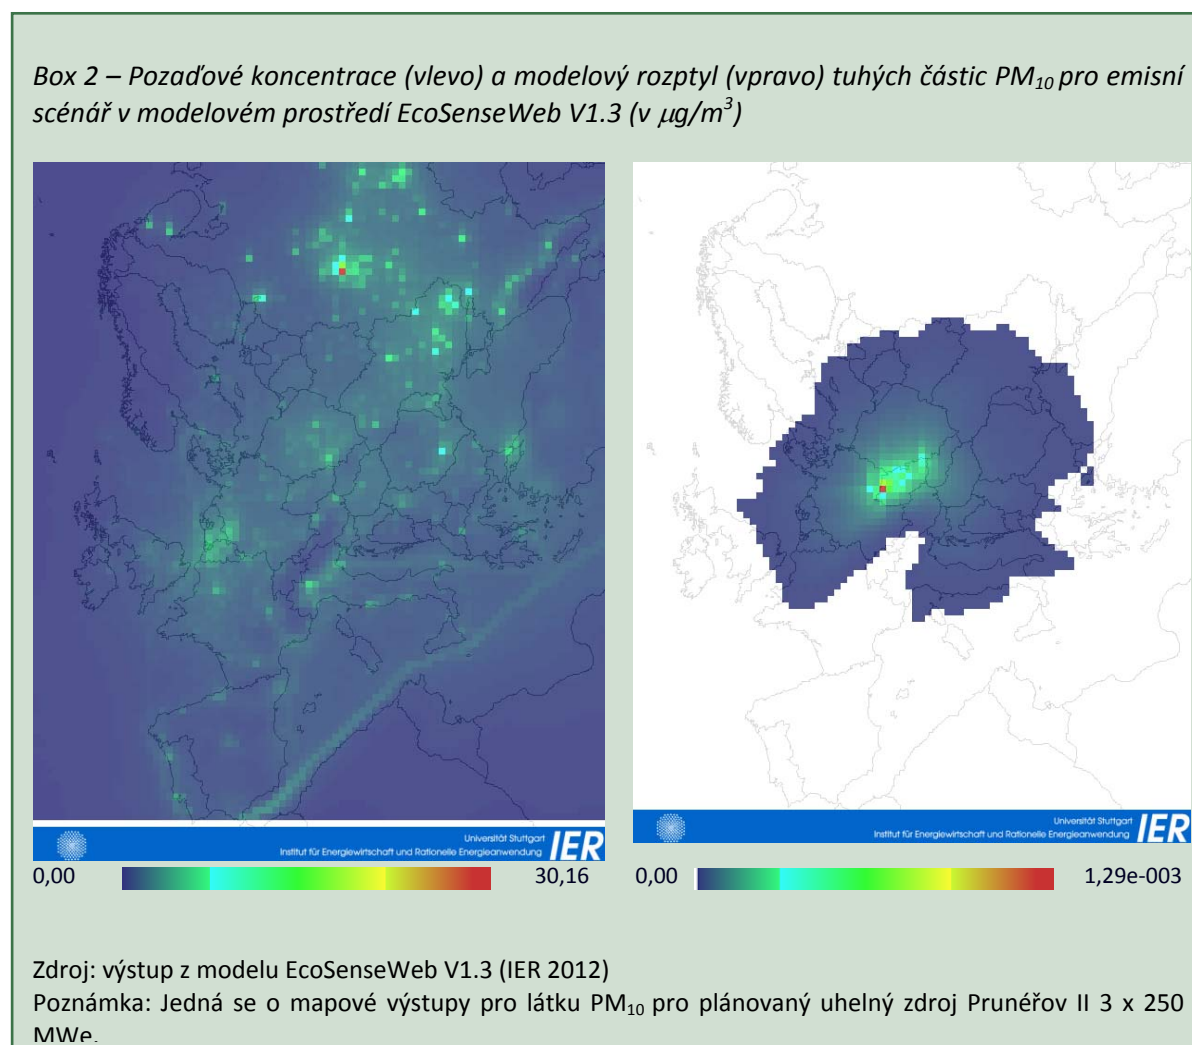 Box 2 – Pozaďové koncentrace (vlevo) a modelový rozptyl (vpravo) tuhých částic PM10 pro emisní
scénář v modelovém prostředí EcoSenseWeb V1.3 (v μg/m3)
Universität Stuttgart
Institut für Energiewirtschaft und Rationelle Energieanwendung
IER
Universität Stuttgart
Institut für Energiewirtschaft und Rationelle Energieanwendung
IER
0,00 30,16
0,00 1,29e-003
Zdroj: výstup z modelu EcoSenseWeb V1.3 (IER 2012)
Poznámka: Jedná se o mapové výstupy pro látku PM10 pro plánovaný uhelný zdroj Prunéřov II 3 x 250
MWe.